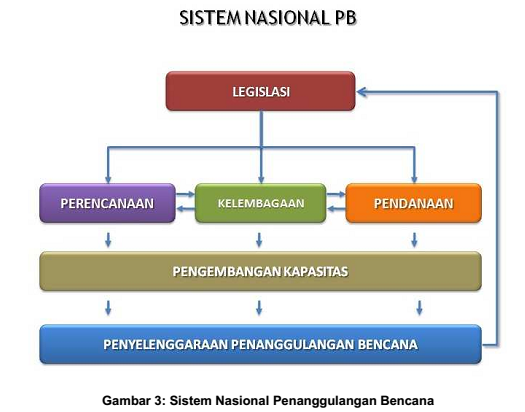 SISTEM NASIONAL PB
LEGISLASI
PERENCANAAN
KELEMBAGAAN
PENDANAAN
PENGEMBANGAN KAPASITAS
PENYELENGGARAAN PENANGGULANGAN BENCANA
Gambar 3: Sistem Nasional Penanggulangan Bencana